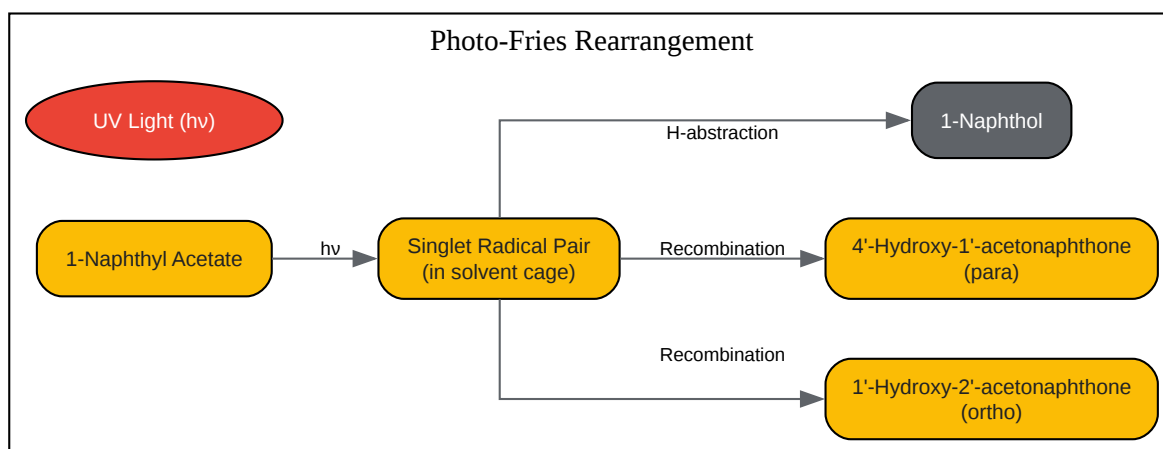 Photo-Fries Rearrangement
UV Light (hν)
H-abstraction
1-Naphthol
1-Naphthyl Acetate
hν
Singlet Radical Pair
(in solvent cage)
Recombination
4'-Hydroxy-1'-acetonaphthone
(para)
Recombination
1'-Hydroxy-2'-acetonaphthone
(ortho)